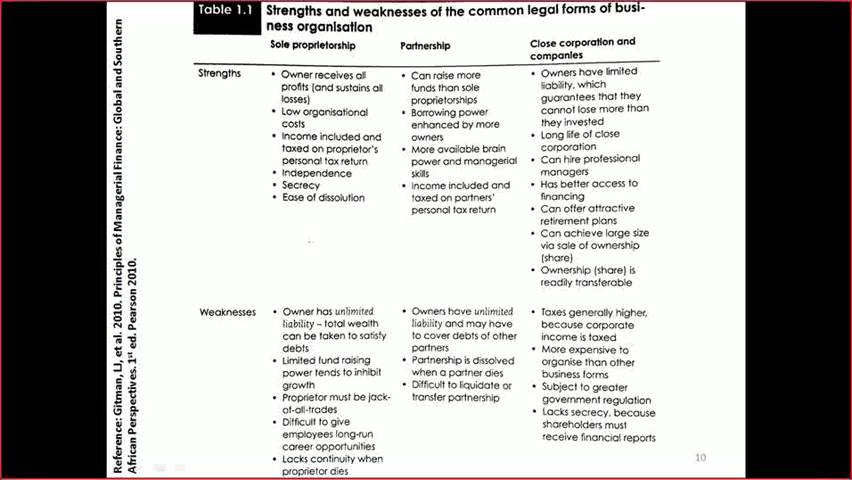 Reference: Gitman, LJ, et al. 2010. Principles of Managerial Finance: Global and Southern
African Perspectives. 1st ed. Pearson 2010.
Table 1.1
Strengths and weaknesses of the common legal forms of busi-
ness organisation
Sole proprietorship
Partnership
Close corporation and
companies
Strengths
• Owner receives all
profits (and sustains all
losses)
• Low organisational
costs
• Income included and
taxed on proprietor's
personal tax return
• Independence
• Secrecy
• Ease of dissolution
• Can raise more
funds than sole
proprietorships
• Borrowing power
enhanced by more
owners
• More available brain
power and managerial
skills
• Income included and
taxed on partners'
personal tax return
• Owners have limited
liability, which
guarantees that they
cannot lose more than
they invested
• Long life of close
corporation
• Can hire professional
managers
• Has better access to
financing
• Can offer attractive
retirement plans
• Can achieve large size
via sale of ownership
(share)
• Ownership (share) is
readily transferable
Weaknesses
• Owner has unlimited
liability – total wealth
can be taken to satisfy
debts
• Limited fund raising
power tends to inhibit
growth
• Proprietor must be jack-
of-all-trades
• Difficult to give
employees long-run
career opportunities
• Lacks continuity when
proprietor dies
• Owners have unlimited
liability and may have
to cover debts of other
partners
• Partnership is dissolved
when a partner dies
• Difficult to liquidate or
transfer partnership
• Taxes generally higher,
because corporate
income is taxed
• More expensive to
organise than other
business forms
• Subject to greater
government regulation
• Lacks secrecy, because
shareholders must
receive financial reports
10